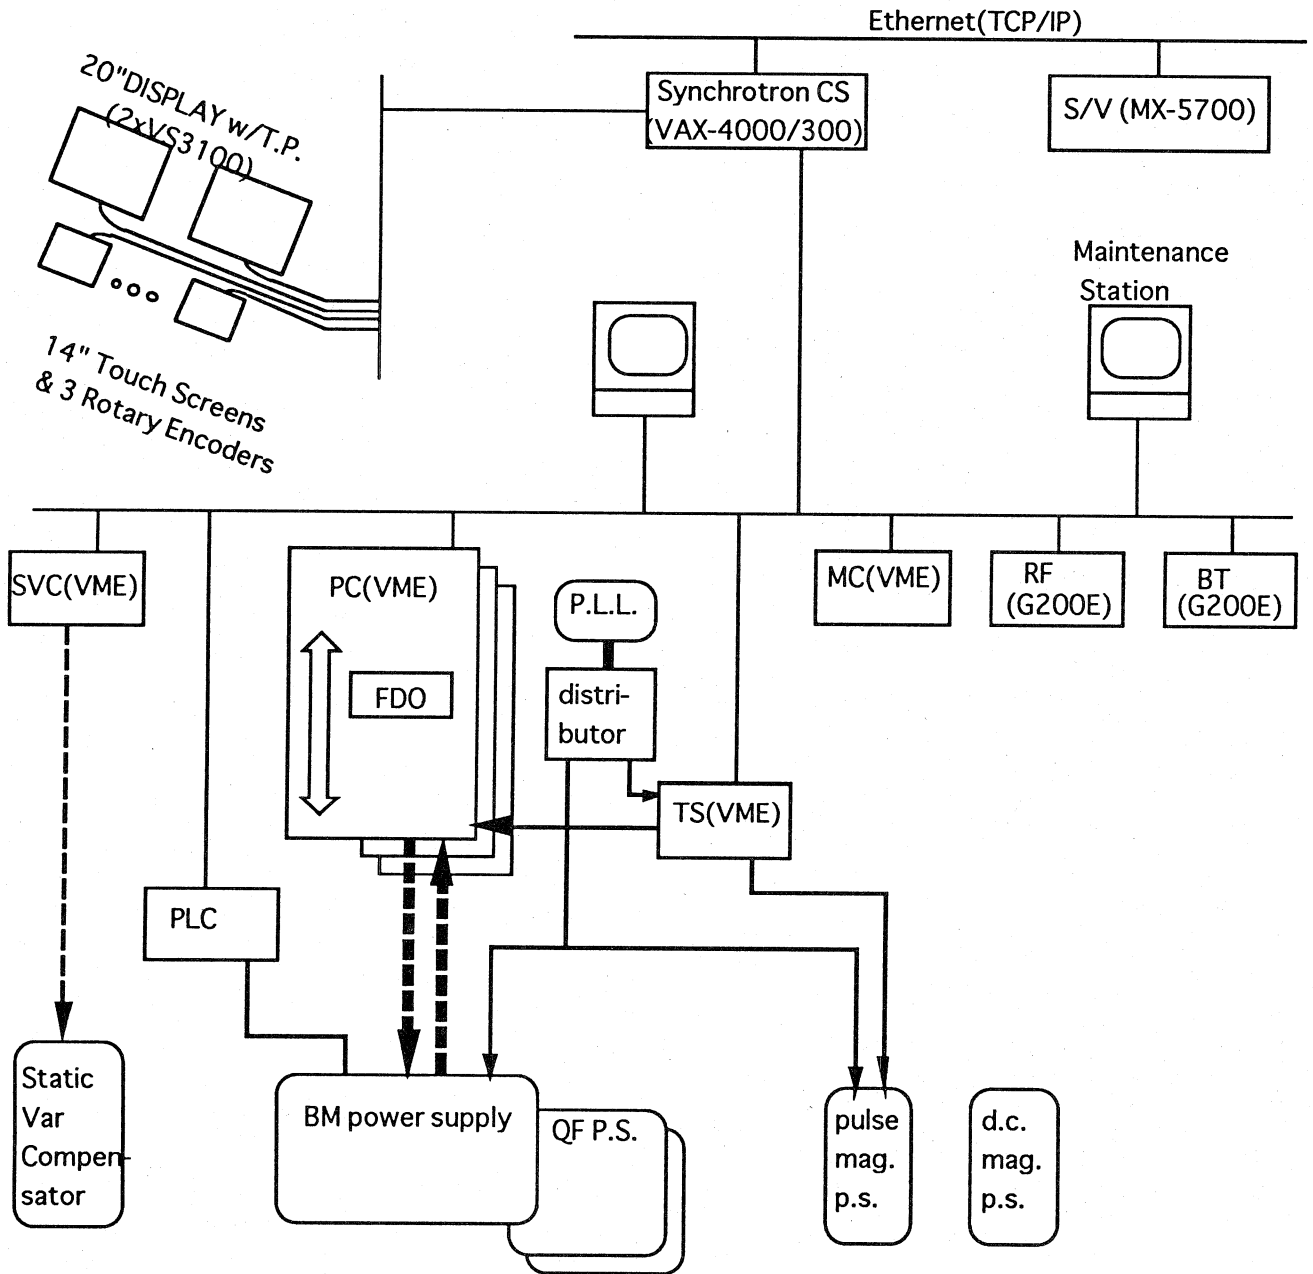 Ethernet(TCP/IP)
20"DISPLAY w/T.P.
(2xVS3100)
Synchrotron CS
(VAX-4000/300)
S/V (MX-5700)
Maintenance
Station
14" Touch Screens
& 3 Rotary Encoders
SVC(VME)
PC(VME)
P.L.L.
MC(VME)
RF
(G200E)
BT
(G200E)
FDO
distri-
butor
TS(VME)
PLC
Static
Var
Compen-
sator
BM power supply
QF P.S.
pulse
mag.
p.s.
d.c.
mag.
p.s.